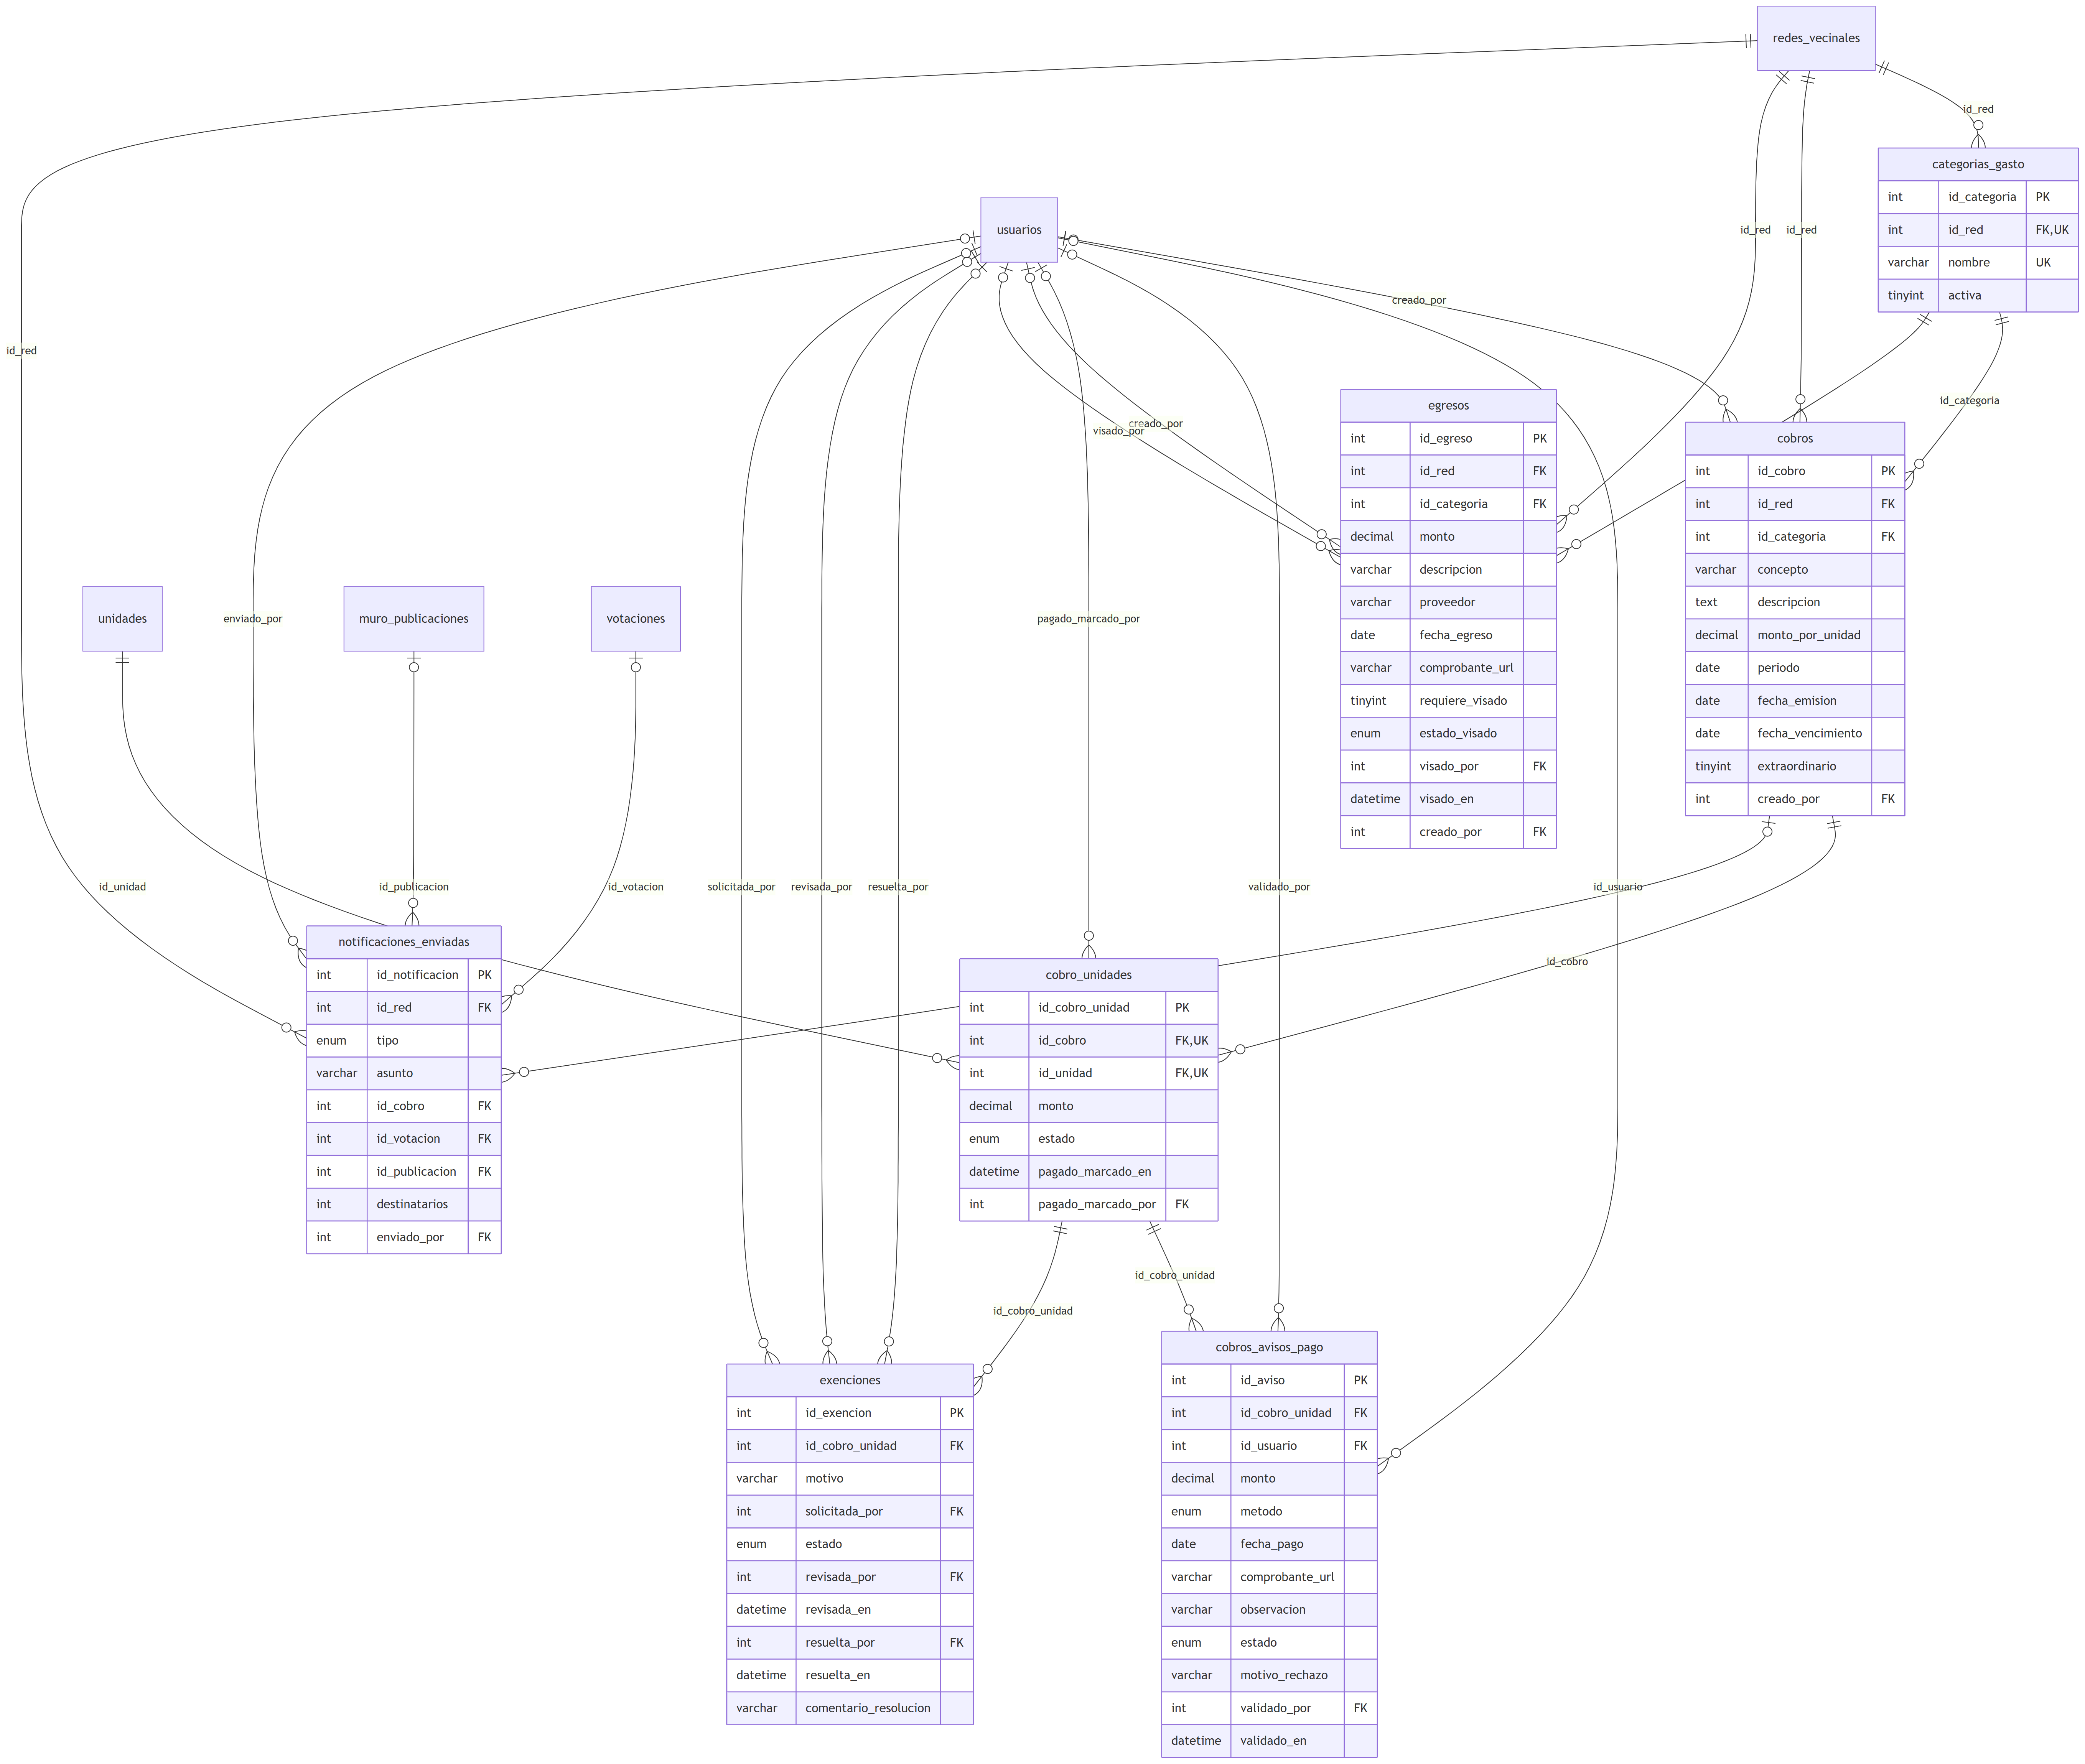 redes_vecinales
id_red
categorias_gasto
int id_categoria PK
int id_red FK,UK
varchar nombre UK
tinyint activa
usuarios
id_red
id_red
creado_por
id_red
id_categoria
creado_por
visado_por
egresos
int id_egreso PK
int id_red FK
int id_categoria FK
decimal monto
varchar descripcion
varchar proveedor
date fecha_egreso
varchar comprobante_url
tinyint requiere_visado
enum estado_visado
int visado_por FK
datetime visado_en
int creado_por FK
cobros
int id_cobro PK
int id_red FK
int id_categoria FK
varchar concepto
text descripcion
decimal monto_por_unidad
date periodo
date fecha_emision
date fecha_vencimiento
tinyint extraordinario
int creado_por FK
unidades
muro_publicaciones
votaciones
enviado_por
pagado_marcado_por
id_unidad
id_publicacion
id_votacion
solicitada_por
revisada_por
resuelta_por
validado_por
id_usuario
id_cobro
notificaciones_enviadas
int id_notificacion PK
int id_red FK
enum tipo
varchar asunto
int id_cobro FK
int id_votacion FK
int id_publicacion FK
int destinatarios
int enviado_por FK
cobro_unidades
int id_cobro_unidad PK
int id_cobro FK,UK
int id_unidad FK,UK
decimal monto
enum estado
datetime pagado_marcado_en
int pagado_marcado_por FK
id_cobro_unidad
id_cobro_unidad
exenciones
int id_exencion PK
int id_cobro_unidad FK
varchar motivo
int solicitada_por FK
enum estado
int revisada_por FK
datetime revisada_en
int resuelta_por FK
datetime resuelta_en
varchar comentario_resolucion
cobros_avisos_pago
int id_aviso PK
int id_cobro_unidad FK
int id_usuario FK
decimal monto
enum metodo
date fecha_pago
varchar comprobante_url
varchar observacion
enum estado
varchar motivo_rechazo
int validado_por FK
datetime validado_en